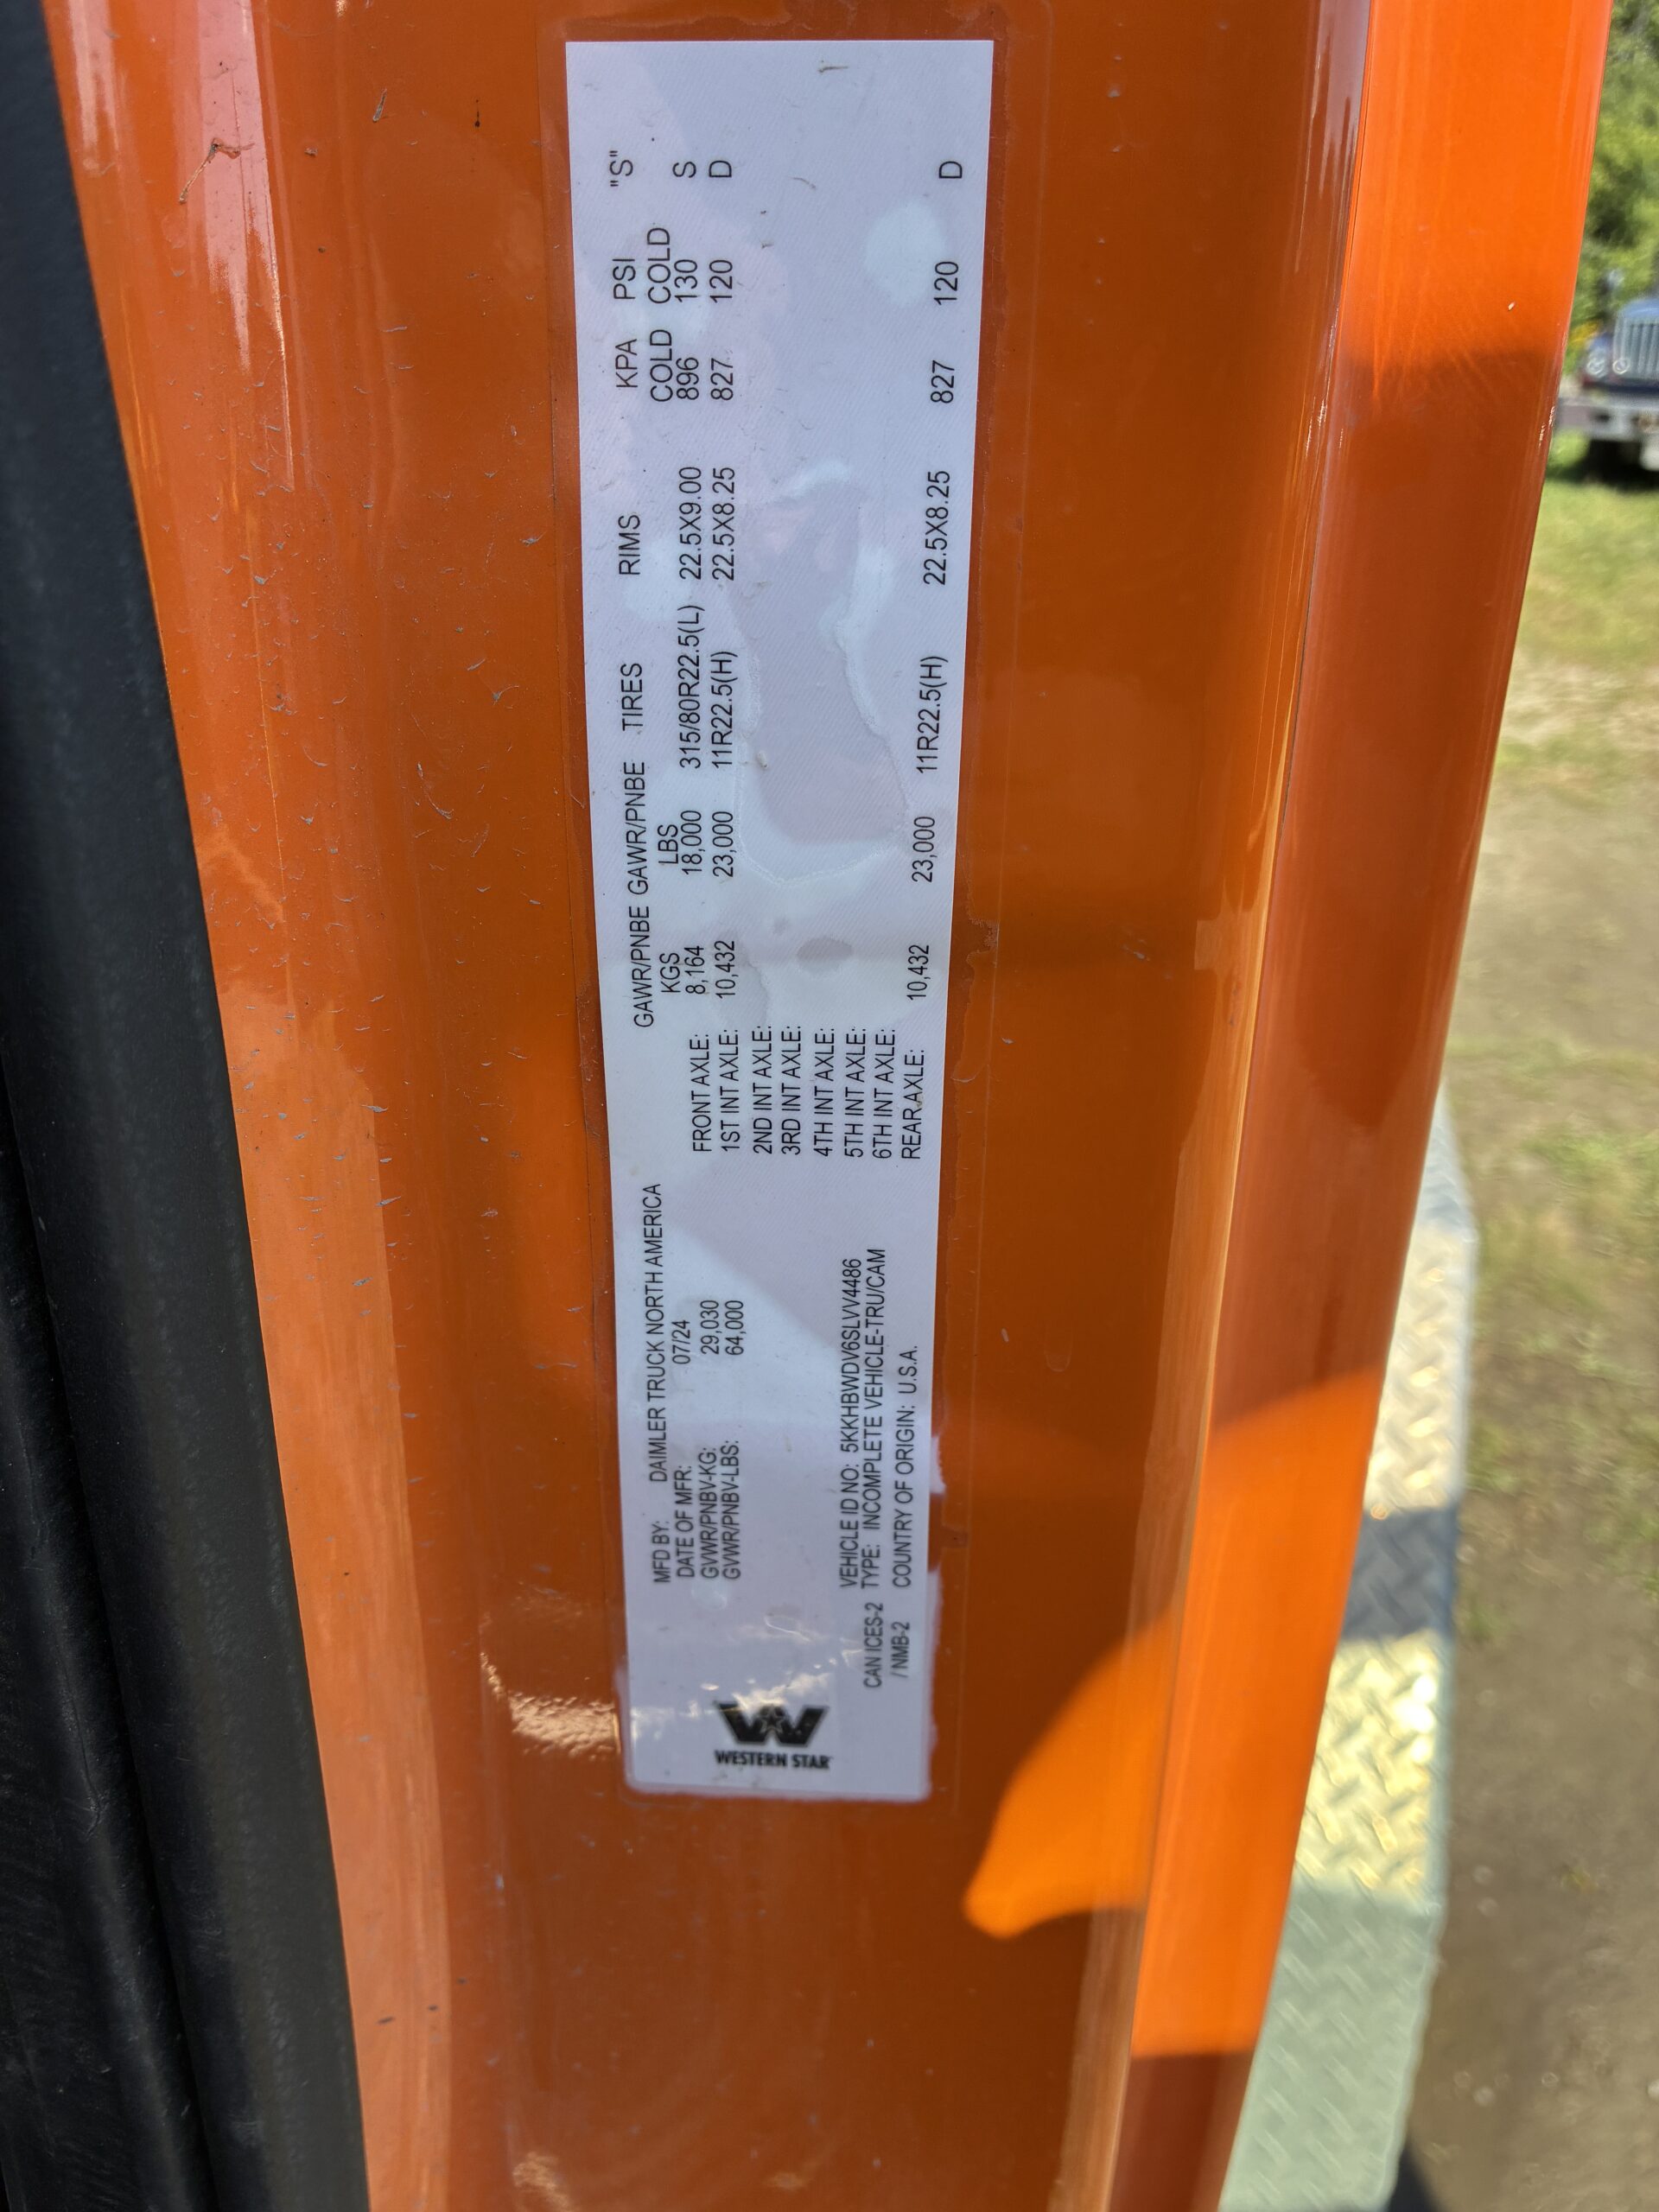 WESTERN STAR
MFD BY: DAIMLER TRUCK NORTH AMERICA
DATE OF MFR: 07/24
GVWR/PNBV-KG: 29,030
GVWR/PNBV-LBS: 64,000
VEHICLE ID NO: 5KKHBWDV6SLVV4486
CAN ICES-2 TYPE: INCOMPLETE VEHICLE-TRU/CAM
/ NMB-2 COUNTRY OF ORIGIN: U.S.A.
GAWR/PNBE GAWR/PNBE TIRES RIMS KPA PSI "S"
KGS LBS COLD COLD
FRONT AXLE: 8,164 18,000 315/80R22.5(L) 22.5X9.00 896 130 S
1ST INT AXLE: 10,432 23,000 11R22.5(H) 22.5X8.25 827 120 D
2ND INT AXLE:
3RD INT AXLE:
4TH INT AXLE:
5TH INT AXLE:
6TH INT AXLE:
REAR AXLE: 10,432 23,000 11R22.5(H) 22.5X8.25 827 120 D